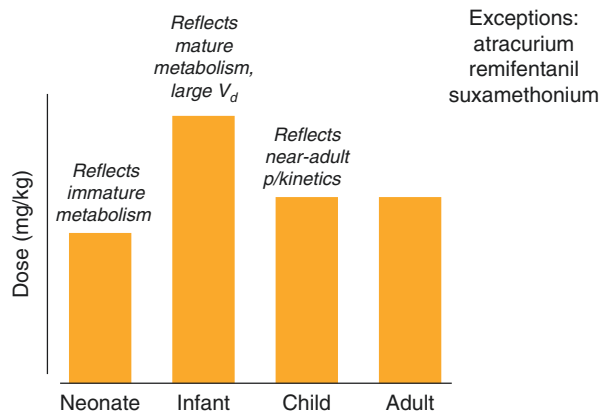 Exceptions:
atracurium
remifentanil
suxamethonium
Reflects
mature
metabolism,
large Vd
Reflects
immature
metabolism
Reflects
near-adult
p/kinetics
Dose (mg/kg)
Neonate
Infant
Child
Adult